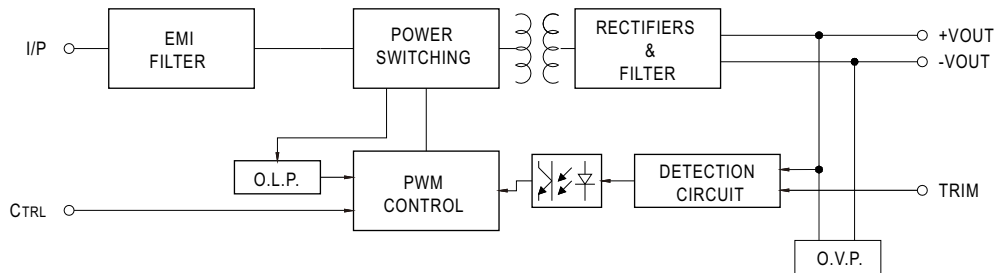 I/P
EMI
FILTER
POWER
SWITCHING
RECTIFIERS
&
FILTER
+VOUT
-VOUT
O.L.P.
PWM
CONTROL
DETECTION
CIRCUIT
TRIM
CTRL
O.V.P.